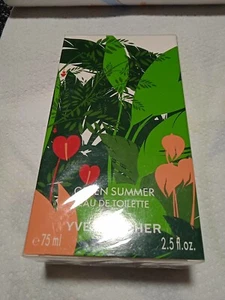 GREEN SUMMER
EAU DE TOILETTE
YVES ROCHER
℮ 75 ml 2.5 fl.oz.